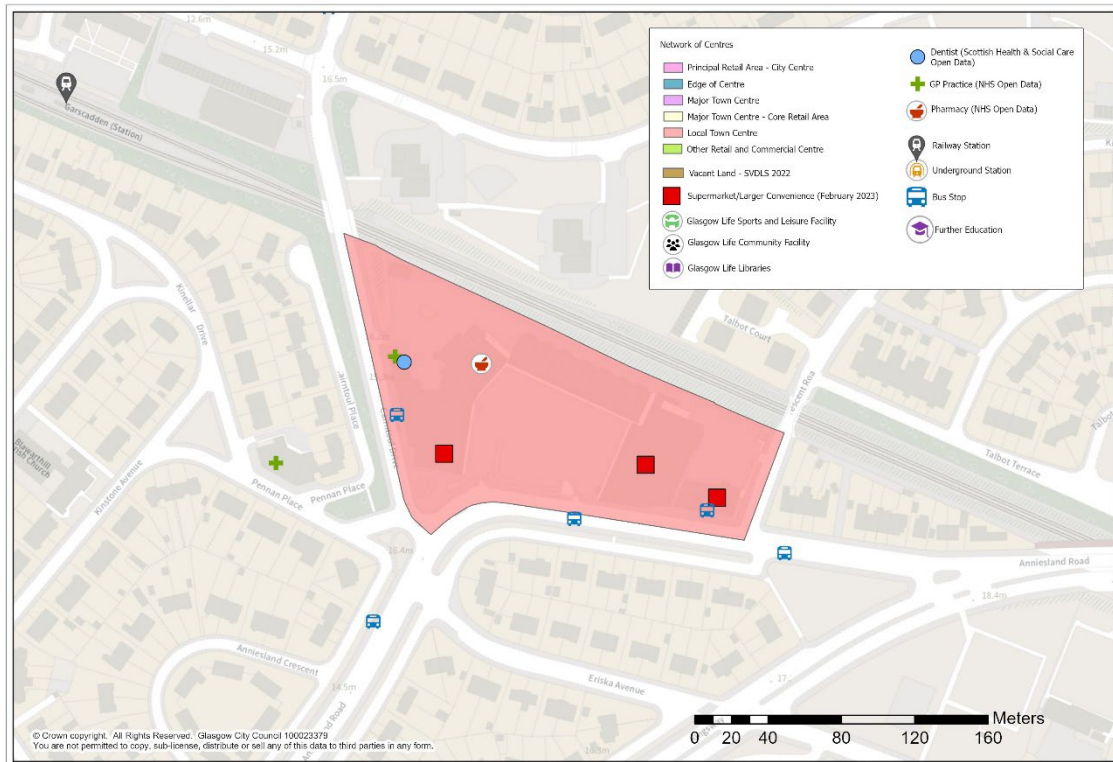 12.6m
15.2m
16.5m
Garscadden (Station)
Kinellar
Drive
Cairntoul Place
Kinstone Avenue
Pennan Place
Pennan Place
16.4m
Anniesland Crescent
14.5m
Eriska Avenue
Talbot Court
Talbot Terrace
Anniesland Road
18.4m
Network of Centres
Principal Retail Area - City Centre
Edge of Centre
Major Town Centre
Major Town Centre - Core Retail Area
Local Town Centre
Other Retail and Commercial Centre
Vacant Land - SVDLS 2022
Supermarket/Larger Convenience (February 2023)
Glasgow Life Sports and Leisure Facility
Glasgow Life Community Facility
Glasgow Life Libraries
Dentist (Scottish Health & Social Care
Open Data)
GP Practice (NHS Open Data)
Pharmacy (NHS Open Data)
Railway Station
Underground Station
Bus Stop
Further Education
Meters
0 20 40 80 120 160
© Crown copyright. All Rights Reserved. Glasgow City Council 100023379
You are not permitted to copy, sub-license, distribute or sell any of this data to third parties in any form.